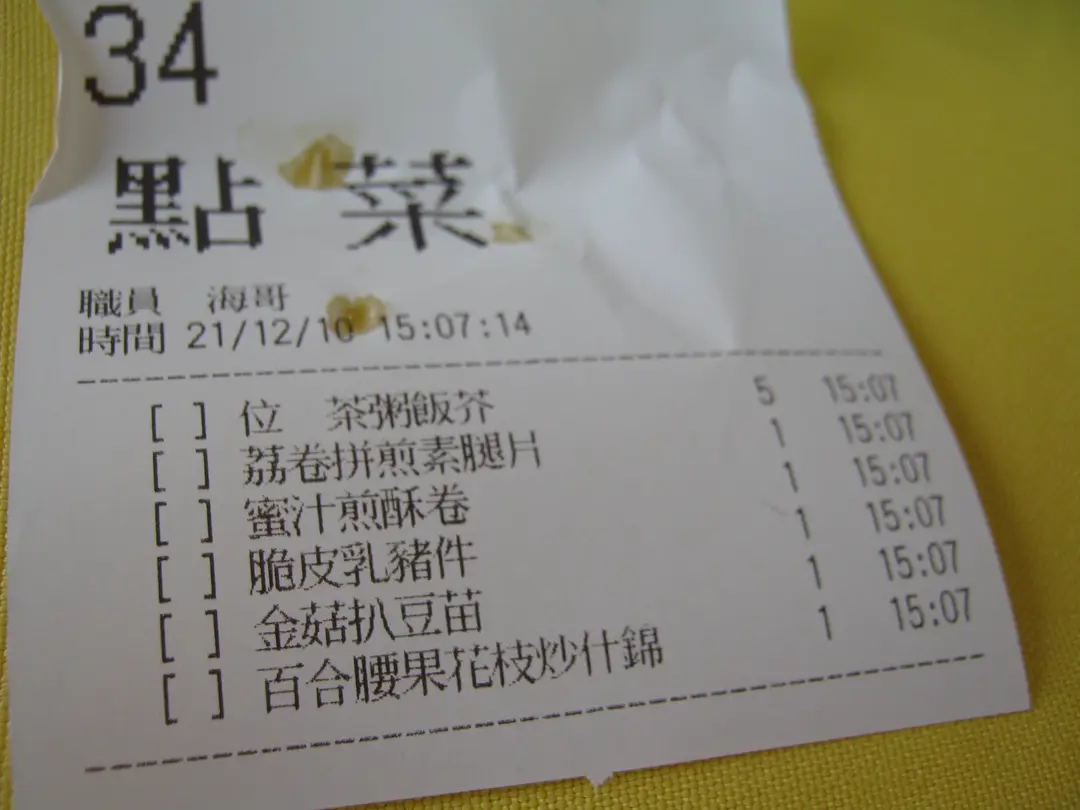 34
點 菜
職員 海哥
時間 21/12/10 15:07:14
[ ] 位 茶粥飯芥 5 15:07
[ ] 荔卷拼煎素腿片 1 15:07
[ ] 蜜汁煎酥卷 1 15:07
[ ] 脆皮乳豬件 1 15:07
[ ] 金菇扒豆苗 1 15:07
[ ] 百合腰果花枝炒什錦 1 15:07